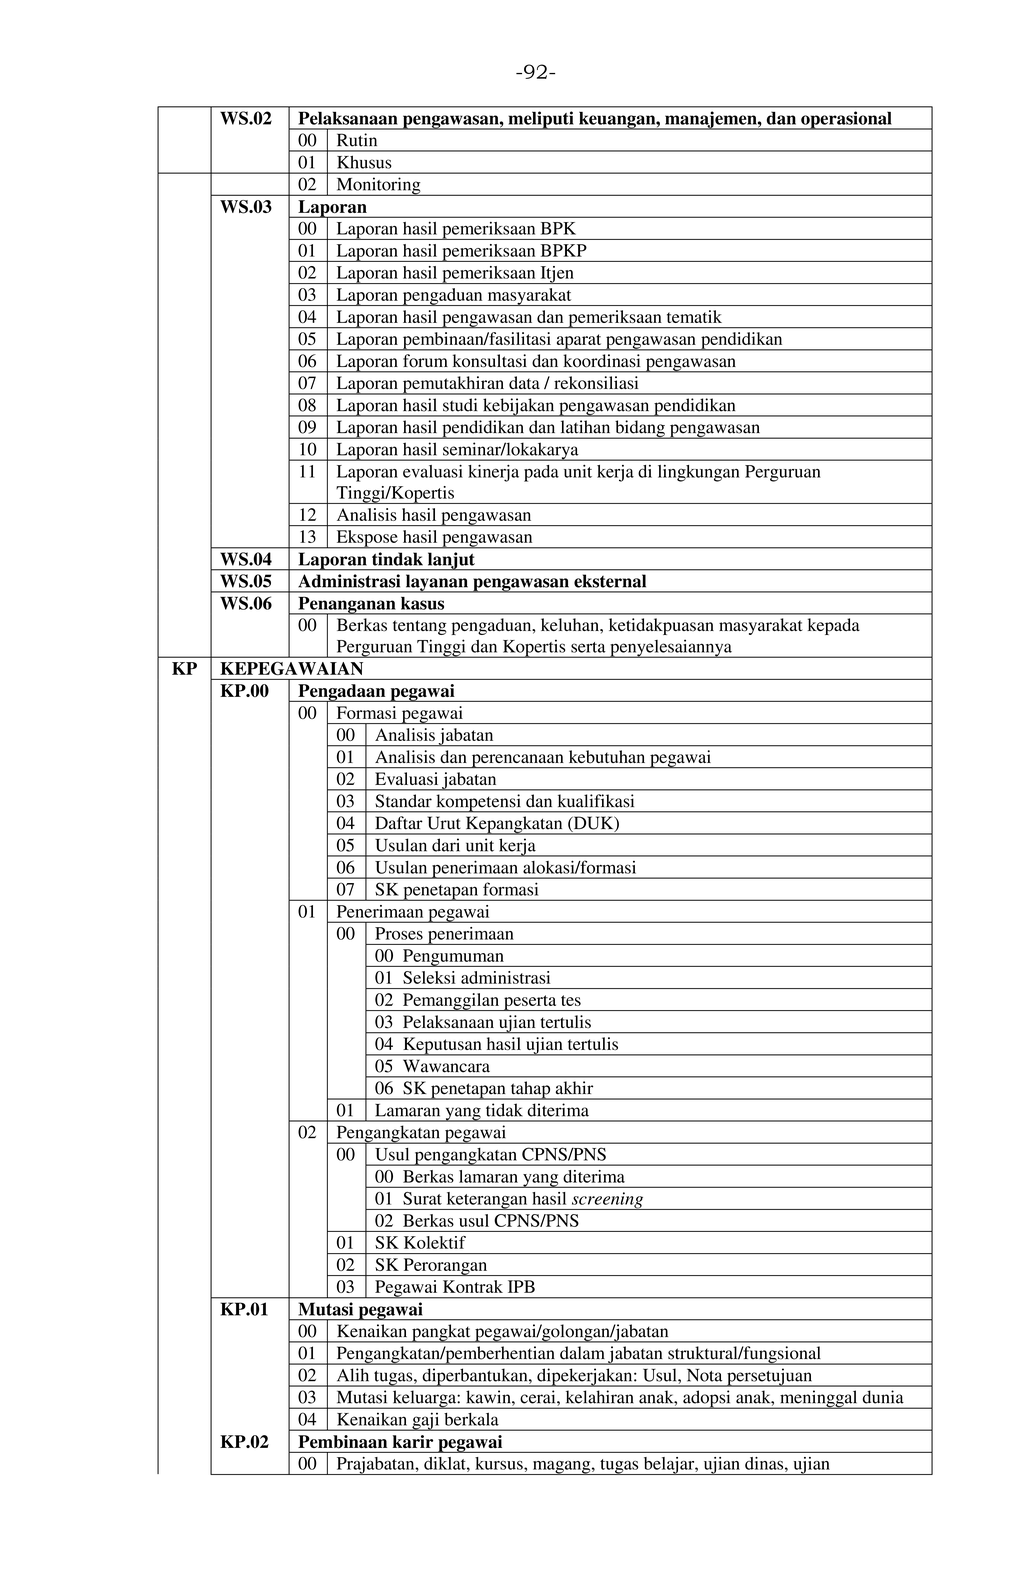 -92-
WS.02 Pelaksanaan pengawasan, meliputi keuangan, manajemen, dan operasional
00 Rutin
01 Khusus
02 Monitoring
WS.03 Laporan
00 Laporan hasil pemeriksaan BPK
01 Laporan hasil pemeriksaan BPKP
02 Laporan hasil pemeriksaan Itjen
03 Laporan pengaduan masyarakat
04 Laporan hasil pengawasan dan pemeriksaan tematik
05 Laporan pembinaan/fasilitasi aparat pengawasan pendidikan
06 Laporan forum konsultasi dan koordinasi pengawasan
07 Laporan pemutakhiran data / rekonsiliasi
08 Laporan hasil studi kebijakan pengawasan pendidikan
09 Laporan hasil pendidikan dan latihan bidang pengawasan
10 Laporan hasil seminar/lokakarya
11 Laporan evaluasi kinerja pada unit kerja di lingkungan Perguruan
Tinggi/Kopertis
12 Analisis hasil pengawasan
13 Ekspose hasil pengawasan
WS.04 Laporan tindak lanjut
WS.05 Administrasi layanan pengawasan eksternal
WS.06 Penanganan kasus
00 Berkas tentang pengaduan, keluhan, ketidakpuasan masyarakat kepada
Perguruan Tinggi dan Kopertis serta penyelesaiannya
KP KEPEGAWAIAN
KP.00 Pengadaan pegawai
00 Formasi pegawai
00 Analisis jabatan
01 Analisis dan perencanaan kebutuhan pegawai
02 Evaluasi jabatan
03 Standar kompetensi dan kualifikasi
04 Daftar Urut Kepangkatan (DUK)
05 Usulan dari unit kerja
06 Usulan penerimaan alokasi/formasi
07 SK penetapan formasi
01 Penerimaan pegawai
00 Proses penerimaan
00 Pengumuman
01 Seleksi administrasi
02 Pemanggilan peserta tes
03 Pelaksanaan ujian tertulis
04 Keputusan hasil ujian tertulis
05 Wawancara
06 SK penetapan tahap akhir
01 Lamaran yang tidak diterima
02 Pengangkatan pegawai
00 Usul pengangkatan CPNS/PNS
00 Berkas lamaran yang diterima
01 Surat keterangan hasil screening
02 Berkas usul CPNS/PNS
01 SK Kolektif
02 SK Perorangan
03 Pegawai Kontrak IPB
KP.01 Mutasi pegawai
00 Kenaikan pangkat pegawai/golongan/jabatan
01 Pengangkatan/pemberhentian dalam jabatan struktural/fungsional
02 Alih tugas, diperbantukan, dipekerjakan: Usul, Nota persetujuan
03 Mutasi keluarga: kawin, cerai, kelahiran anak, adopsi anak, meninggal dunia
04 Kenaikan gaji berkala
KP.02 Pembinaan karir pegawai
00 Prajabatan, diklat, kursus, magang, tugas belajar, ujian dinas, ujian